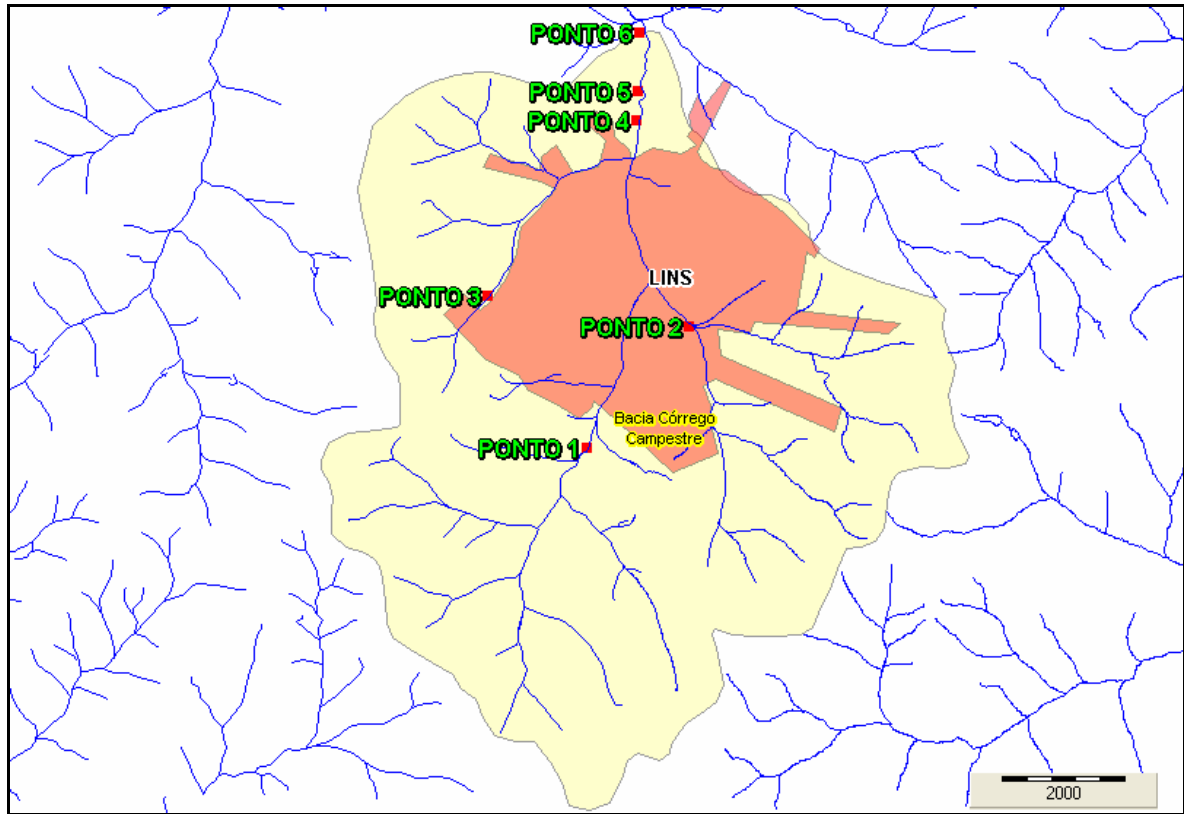 PONTO 6
PONTO 5
PONTO 4
LINS
PONTO 3
PONTO 2
Bacia Córrego
Campestre
PONTO 1
2000